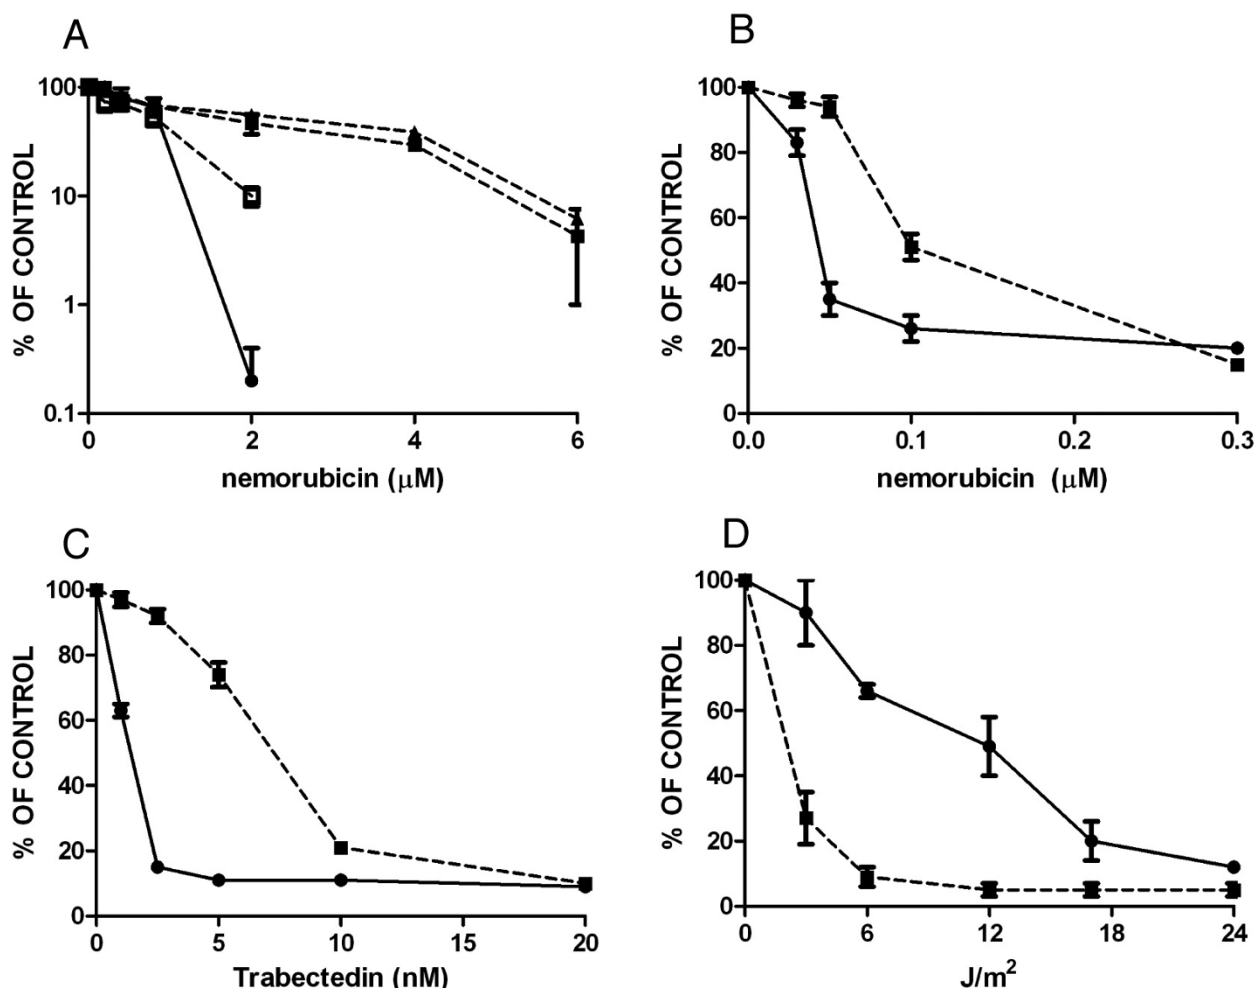 A
100
10
1
0.1
% OF CONTROL
0 2 4 6
nemorubicin (μM)
B
100
80
60
40
20
0
% OF CONTROL
0.0 0.1 0.2 0.3
nemorubicin (μM)
C
100
80
60
40
20
0
% OF CONTROL
0 5 10 15 20
Trabectedin (nM)
D
100
80
60
40
20
0
% OF CONTROL
0 6 12 18 24
J/m²